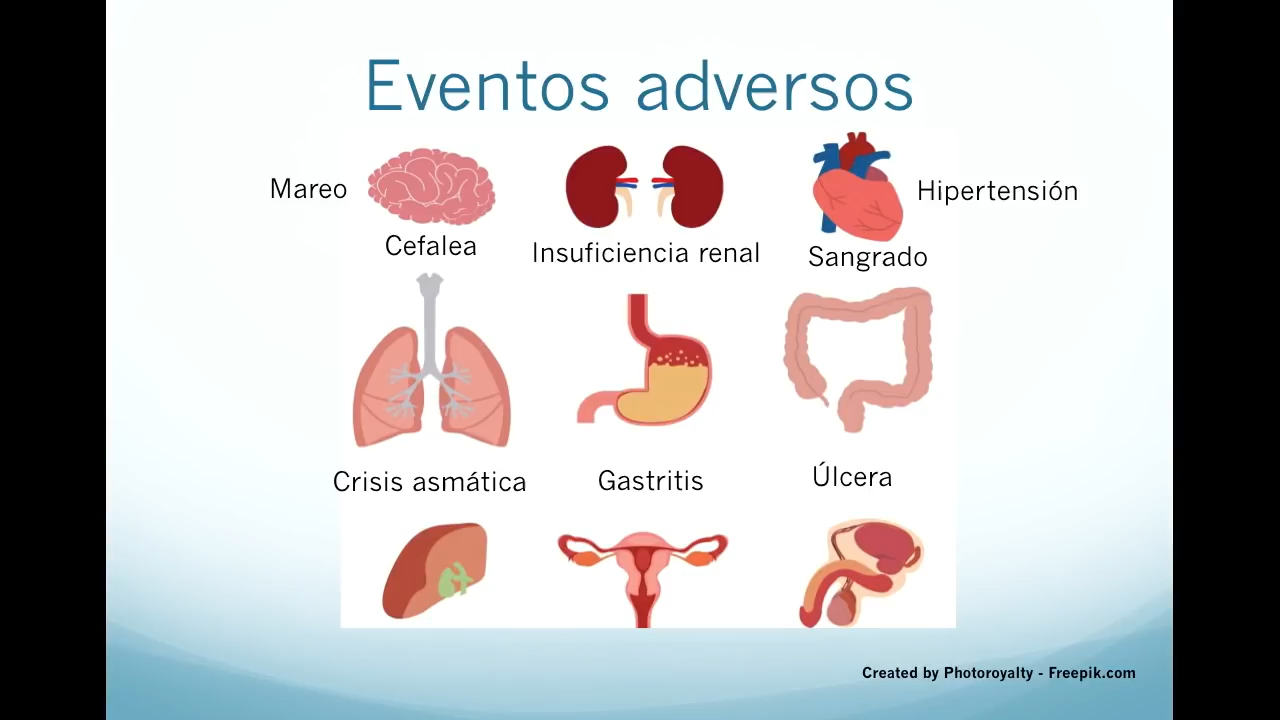 Eventos adversos
Mareo
Cefalea
Insuficiencia renal
Hipertensión
Sangrado
Crisis asmática
Gastritis
Úlcera
Created by Photoroyalty - Freepik.com